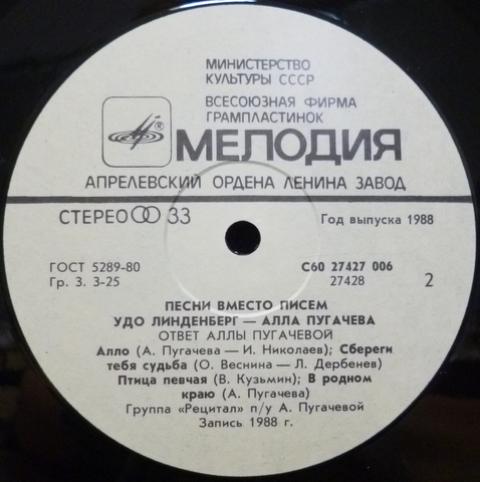 МИНИСТЕРСТВО
КУЛЬТУРЫ СССР
ВСЕСОЮЗНАЯ ФИРМА
ГРАМПЛАСТИНОК
МЕЛОДИЯ
АПРЕЛЕВСКИЙ ОРДЕНА ЛЕНИНА ЗАВОД
СТЕРЕО 33 Год выпуска 1988
ГОСТ 5289-80 С60 27427 006
Гр. 3. 3-25 27428 2
ПЕСНИ ВМЕСТО ПИСЕМ
УДО ЛИНДЕНБЕРГ — АЛЛА ПУГАЧЕВА
ОТВЕТ АЛЛЫ ПУГАЧЕВОЙ
Алло (А. Пугачева — И. Николаев); Сбереги
тебя судьба (О. Веснина — Л. Дербенев)
Птица певчая (В. Кузьмин); В родном
краю (А. Пугачева)
Группа «Рецитал» п/у А. Пугачевой
Запись 1988 г.